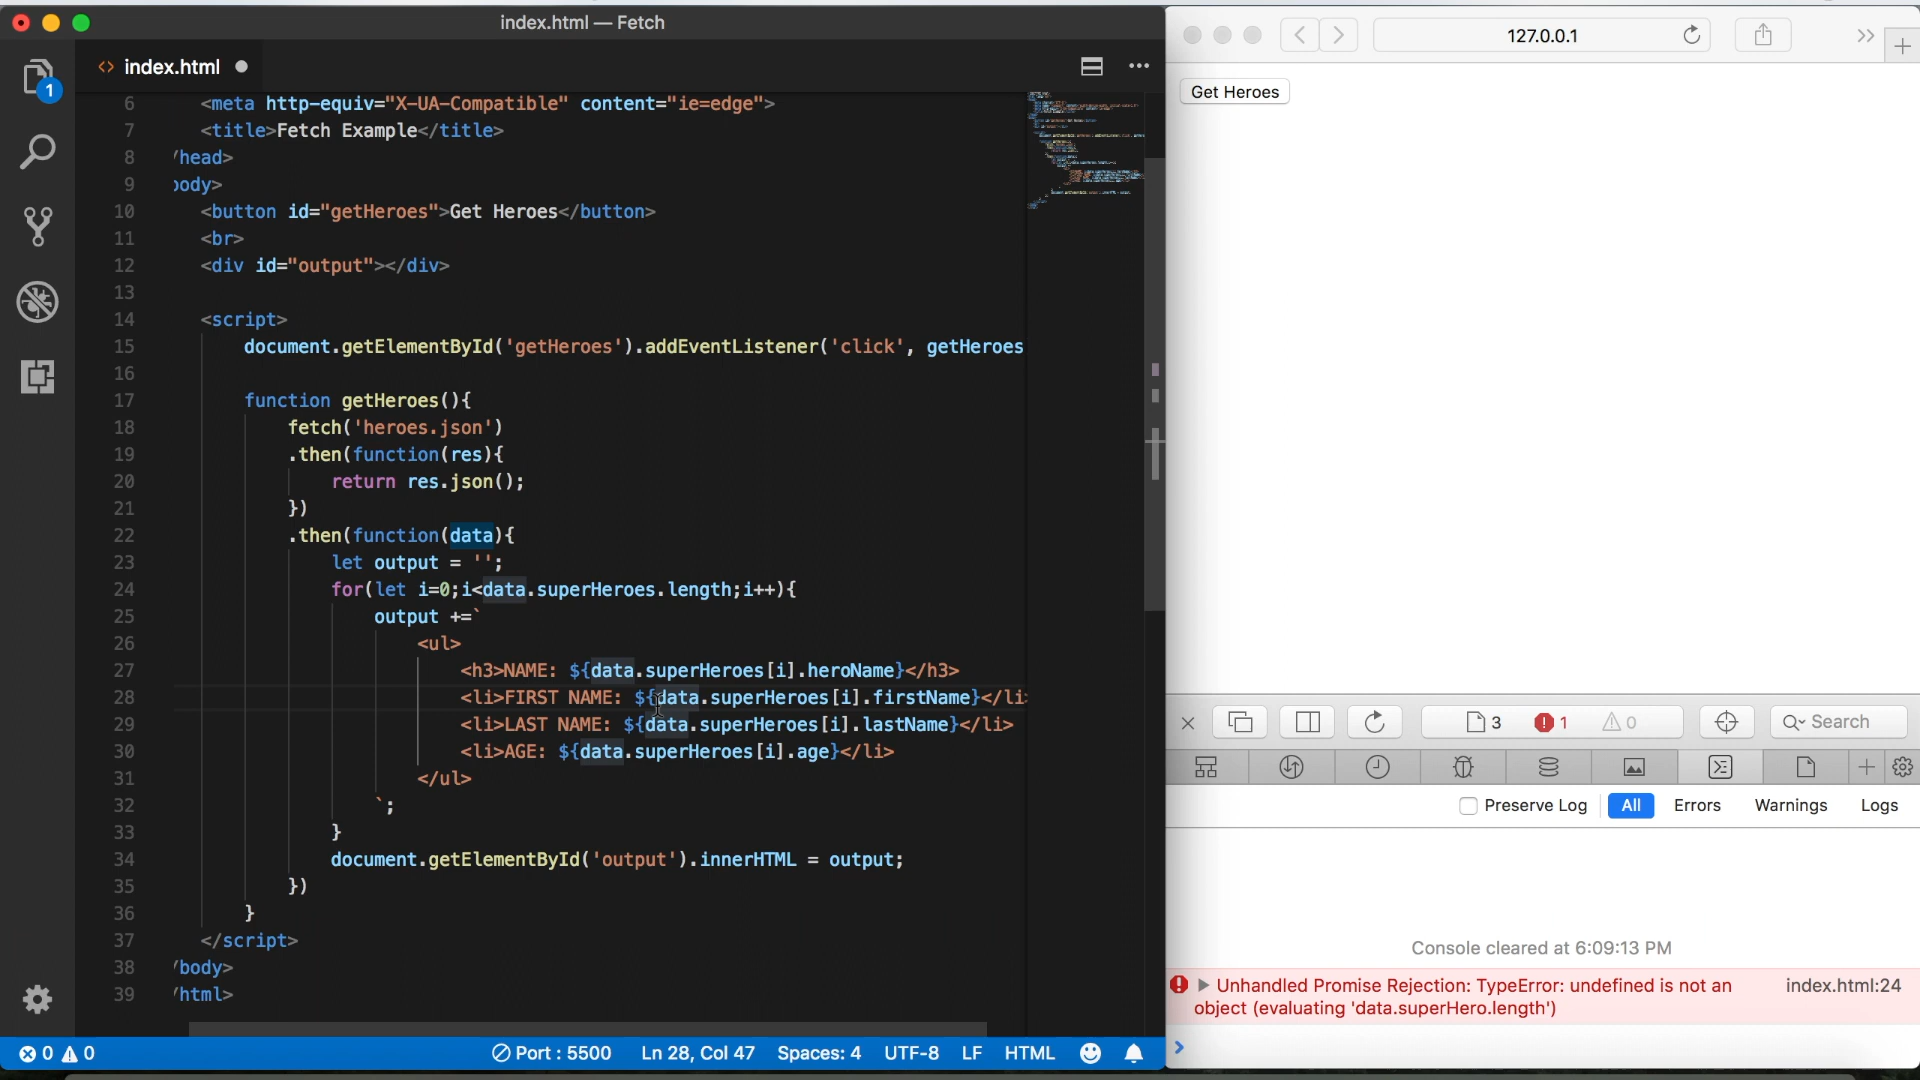 index.html — Fetch
index.html
1
6 <meta http-equiv="X-UA-Compatible" content="ie=edge">
7 <title>Fetch Example</title>
8 /head>
9 body>
10 <button id="getHeroes">Get Heroes</button>
11 <br>
12 <div id="output"></div>
13
14 <script>
15 document.getElementById('getHeroes').addEventListener('click', getHeroes
16
17 function getHeroes(){
18 fetch('heroes.json')
19 .then(function(res){
20 return res.json();
21 })
22 .then(function(data){
23 let output = '';
24 for(let i=0;i<data.superHeroes.length;i++){
25 output +=`
26 <ul>
27 <h3>NAME: ${data.superHeroes[i].heroName}</h3>
28 <li>FIRST NAME: ${data.superHeroes[i].firstName}</li>
29 <li>LAST NAME: ${data.superHeroes[i].lastName}</li>
30 <li>AGE: ${data.superHeroes[i].age}</li>
31 </ul>
32 `;
33 }
34 document.getElementById('output').innerHTML = output;
35 })
36 }
37 </script>
38 /body>
39 /html>
0 0 Port : 5500 Ln 28, Col 47 Spaces: 4 UTF-8 LF HTML
127.0.0.1
Get Heroes
3 1 0 Search
Preserve Log All Errors Warnings Logs
Console cleared at 6:09:13 PM
Unhandled Promise Rejection: TypeError: undefined is not an index.html:24
object (evaluating 'data.superHero.length')